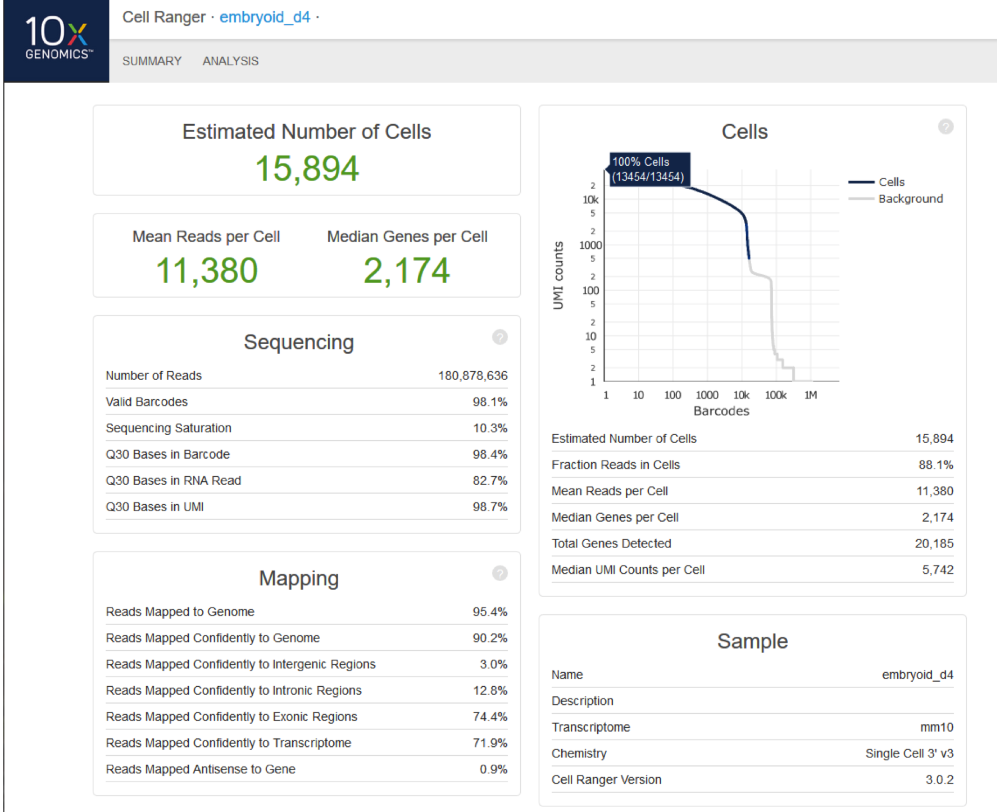 10x
GENOMICS™
Cell Ranger · embryoid_d4 ·
SUMMARY ANALYSIS
Estimated Number of Cells
15,894
Mean Reads per Cell Median Genes per Cell
11,380 2,174
Sequencing ?
Number of Reads 180,878,636
Valid Barcodes 98.1%
Sequencing Saturation 10.3%
Q30 Bases in Barcode 98.4%
Q30 Bases in RNA Read 82.7%
Q30 Bases in UMI 98.7%
Mapping ?
Reads Mapped to Genome 95.4%
Reads Mapped Confidently to Genome 90.2%
Reads Mapped Confidently to Intergenic Regions 3.0%
Reads Mapped Confidently to Intronic Regions 12.8%
Reads Mapped Confidently to Exonic Regions 74.4%
Reads Mapped Confidently to Transcriptome 71.9%
Reads Mapped Antisense to Gene 0.9%
Cells ?
100% Cells
(13454/13454)
Cells
Background
UMI counts
2
10k
5
2
1000
5
2
100
5
2
10
5
2
1
1 10 100 1000 10k 100k 1M
Barcodes
Estimated Number of Cells 15,894
Fraction Reads in Cells 88.1%
Mean Reads per Cell 11,380
Median Genes per Cell 2,174
Total Genes Detected 20,185
Median UMI Counts per Cell 5,742
Sample
Name embryoid_d4
Description
Transcriptome mm10
Chemistry Single Cell 3' v3
Cell Ranger Version 3.0.2